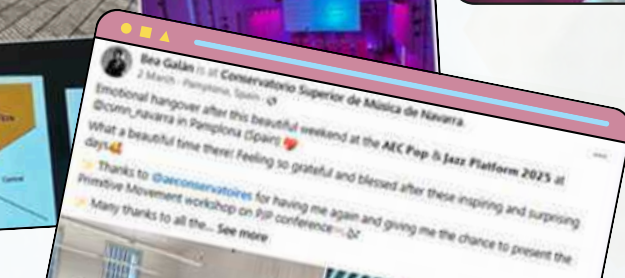 Bea Galán is at Conservatorio Superior de Música de Navarra.
2 March · Pamplona, Spain ·
Emotional hangover after this beautiful weekend at the AEC Pop & Jazz Platform 2025 at
@csmn_navarra in Pamplona (Spain) ❤️
What a beautiful time there! Feeling so grateful and blessed after these inspiring and surprising
days🥰
✨ Thanks to @aeconservatoires for having me again and giving me the chance to present the
Primitive Movement workshop on PJP conference
✨ Many thanks to all the... See more